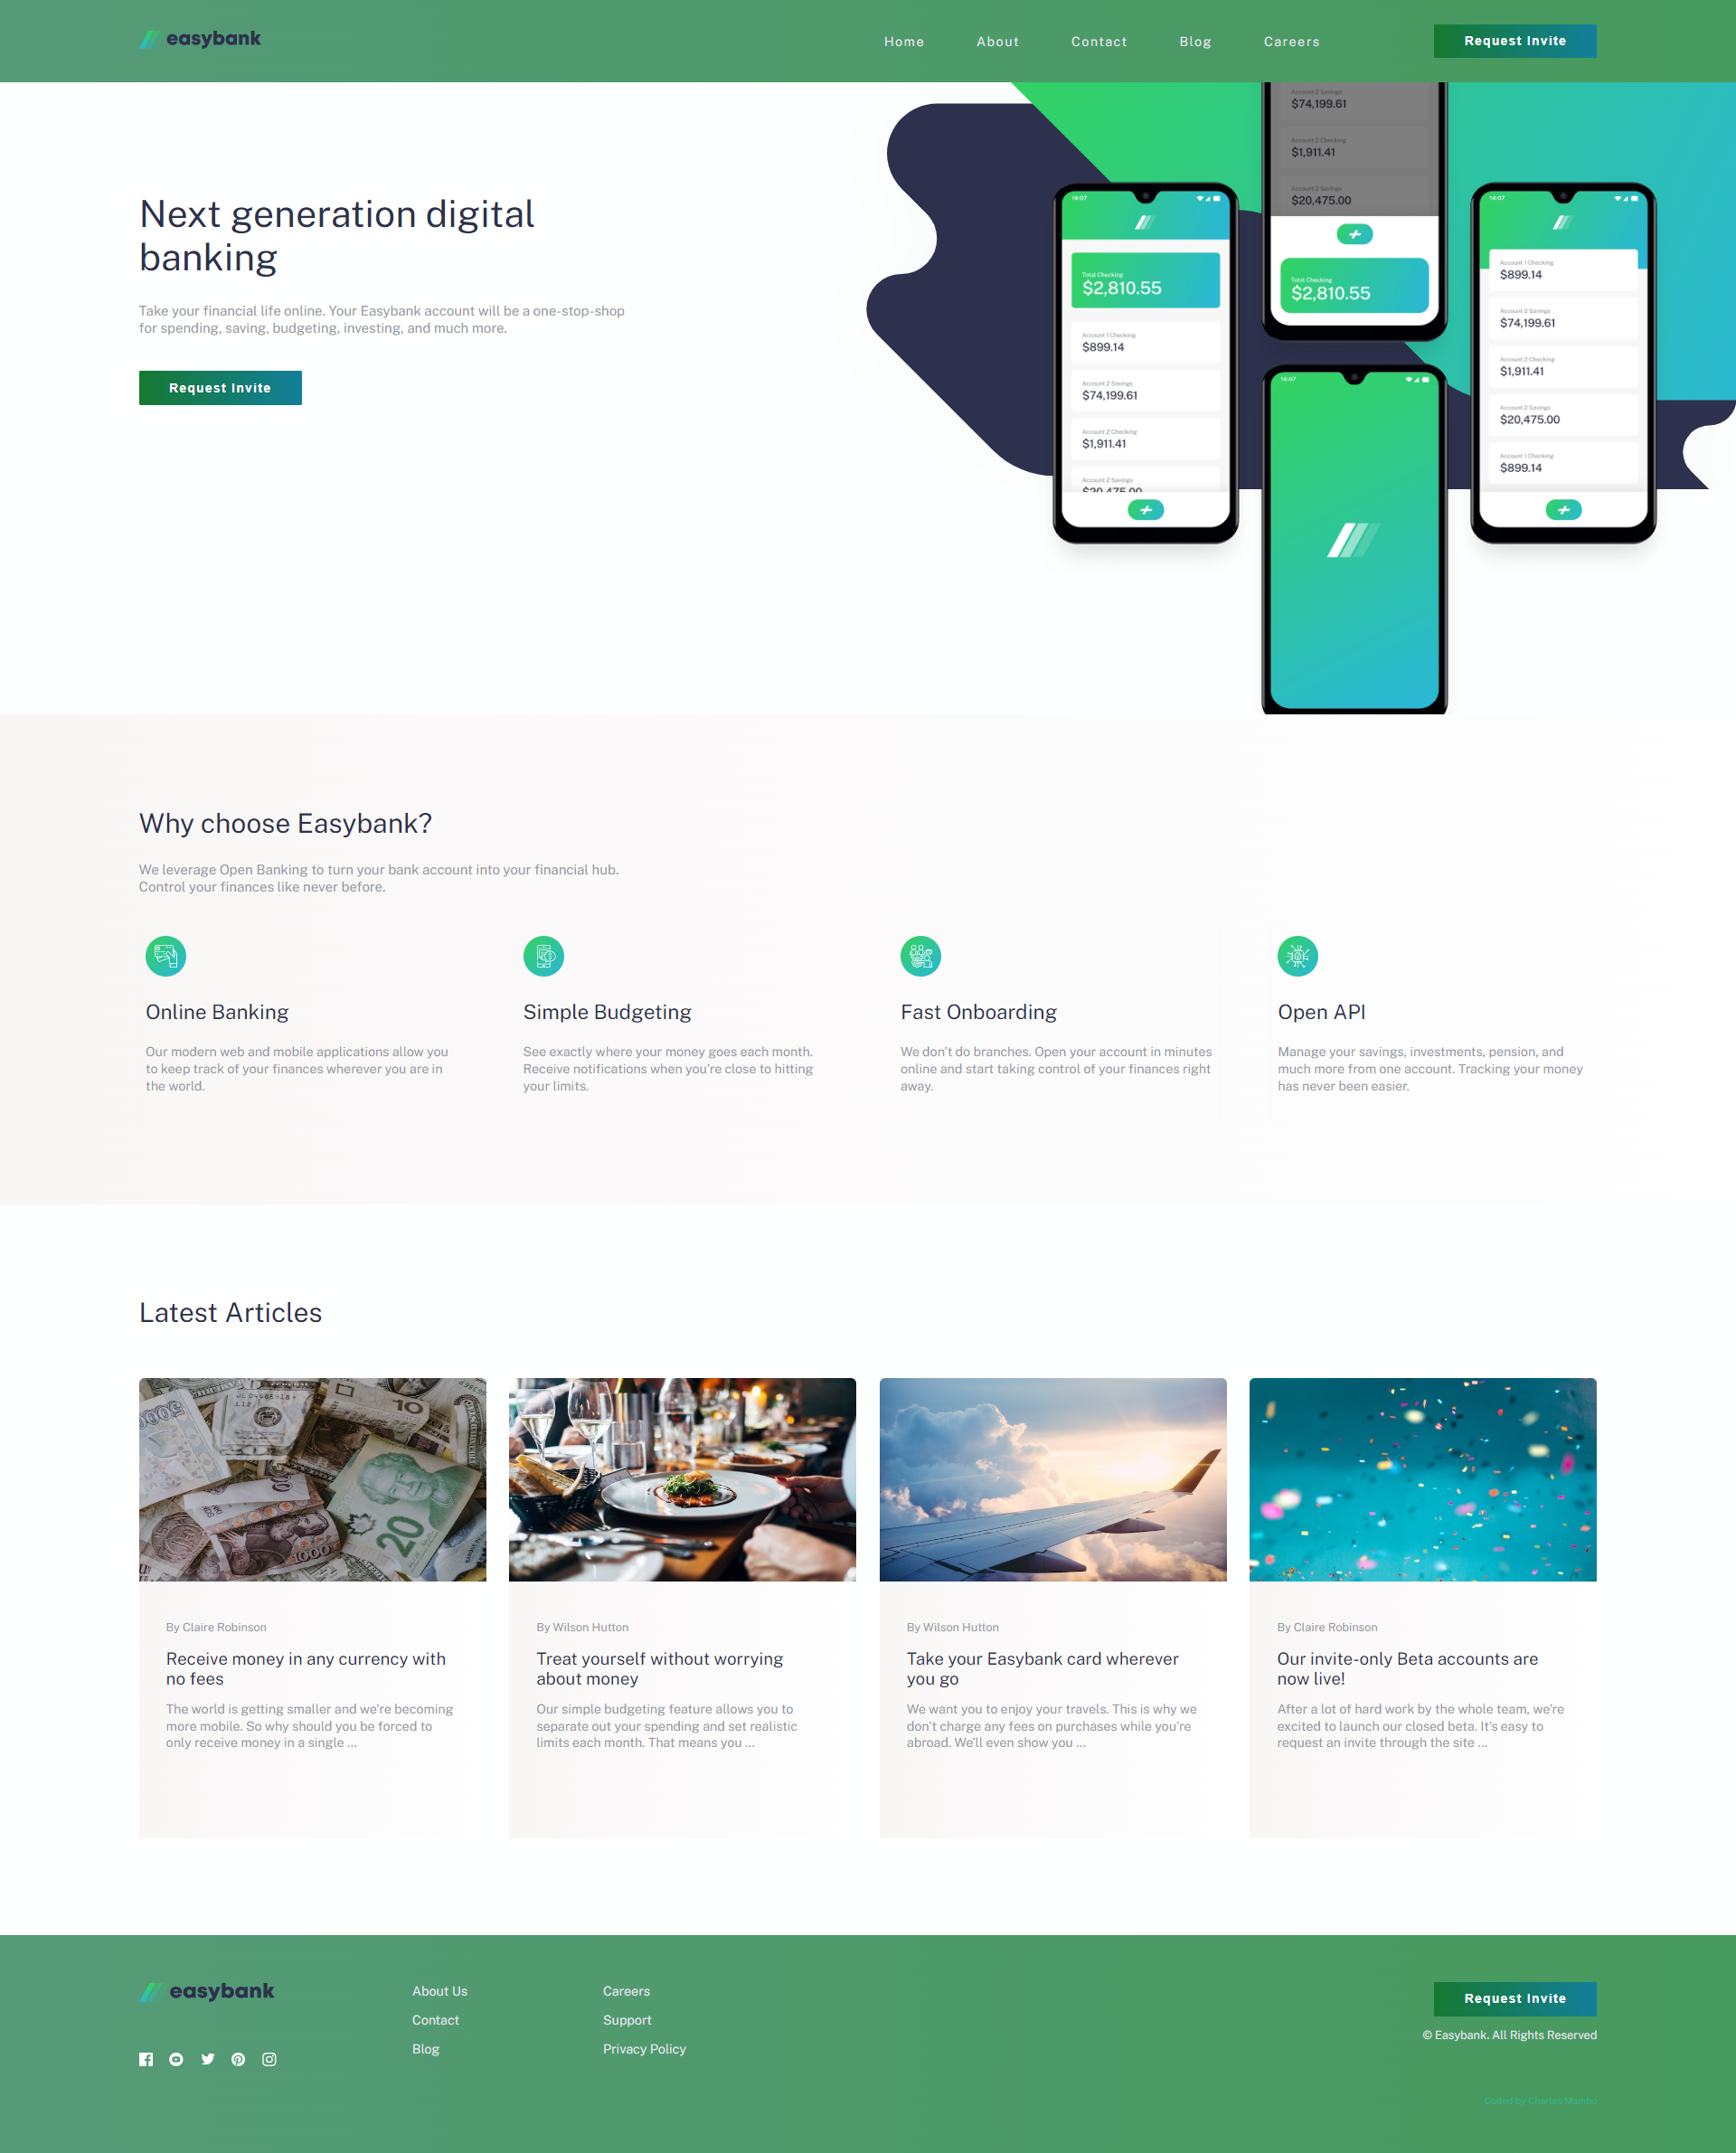 easybank
Home
About
Contact
Blog
Careers
Request Invite
Next generation digital
banking
Take your financial life online. Your Easybank account will be a one-stop-shop
for spending, saving, budgeting, investing, and much more.
Request Invite
Account 2 Savings
$74,199.61
Account 2 Checking
$1,911.41
Account 2 Savings
$20,475.00
Total Checking
$2,810.55
14:07
Total Checking
$2,810.55
Account 1 Checking
$899.14
Account 2 Savings
$74,199.61
Account 2 Checking
$1,911.41
Account 2 Savings
$20,475.00
14:07
14:07
Account 1 Checking
$899.14
Account 2 Savings
$74,199.61
Account 2 Checking
$1,911.41
Account 2 Savings
$20,475.00
Account 1 Checking
$899.14
Why choose Easybank?
We leverage Open Banking to turn your bank account into your financial hub.
Control your finances like never before.
Online Banking
Our modern web and mobile applications allow you
to keep track of your finances wherever you are in
the world.
Simple Budgeting
See exactly where your money goes each month.
Receive notifications when you're close to hitting
your limits.
Fast Onboarding
We don't do branches. Open your account in minutes
online and start taking control of your finances right
away.
Open API
Manage your savings, investments, pension, and
much more from one account. Tracking your money
has never been easier.
Latest Articles
10
20
1000
By Claire Robinson
Receive money in any currency with
no fees
The world is getting smaller and we're becoming
more mobile. So why should you be forced to
only receive money in a single ...
By Wilson Hutton
Treat yourself without worrying
about money
Our simple budgeting feature allows you to
separate out your spending and set realistic
limits each month. That means you ...
By Wilson Hutton
Take your Easybank card wherever
you go
We want you to enjoy your travels. This is why we
don't charge any fees on purchases while you're
abroad. We'll even show you ...
By Claire Robinson
Our invite-only Beta accounts are
now live!
After a lot of hard work by the whole team, we're
excited to launch our closed beta. It's easy to
request an invite through the site ...
easybank
About Us
Contact
Blog
Careers
Support
Privacy Policy
Request Invite
© Easybank. All Rights Reserved
Coded by Charles Mambo